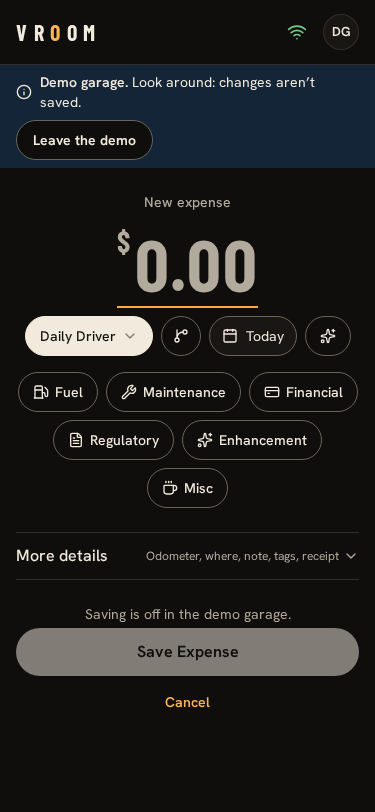 VROOM
DG
Demo garage. Look around: changes aren’t
saved.
Leave the demo
New expense
$0.00
Daily Driver
Today
Fuel
Maintenance
Financial
Regulatory
Enhancement
Misc
More details
Odometer, where, note, tags, receipt
Saving is off in the demo garage.
Save Expense
Cancel